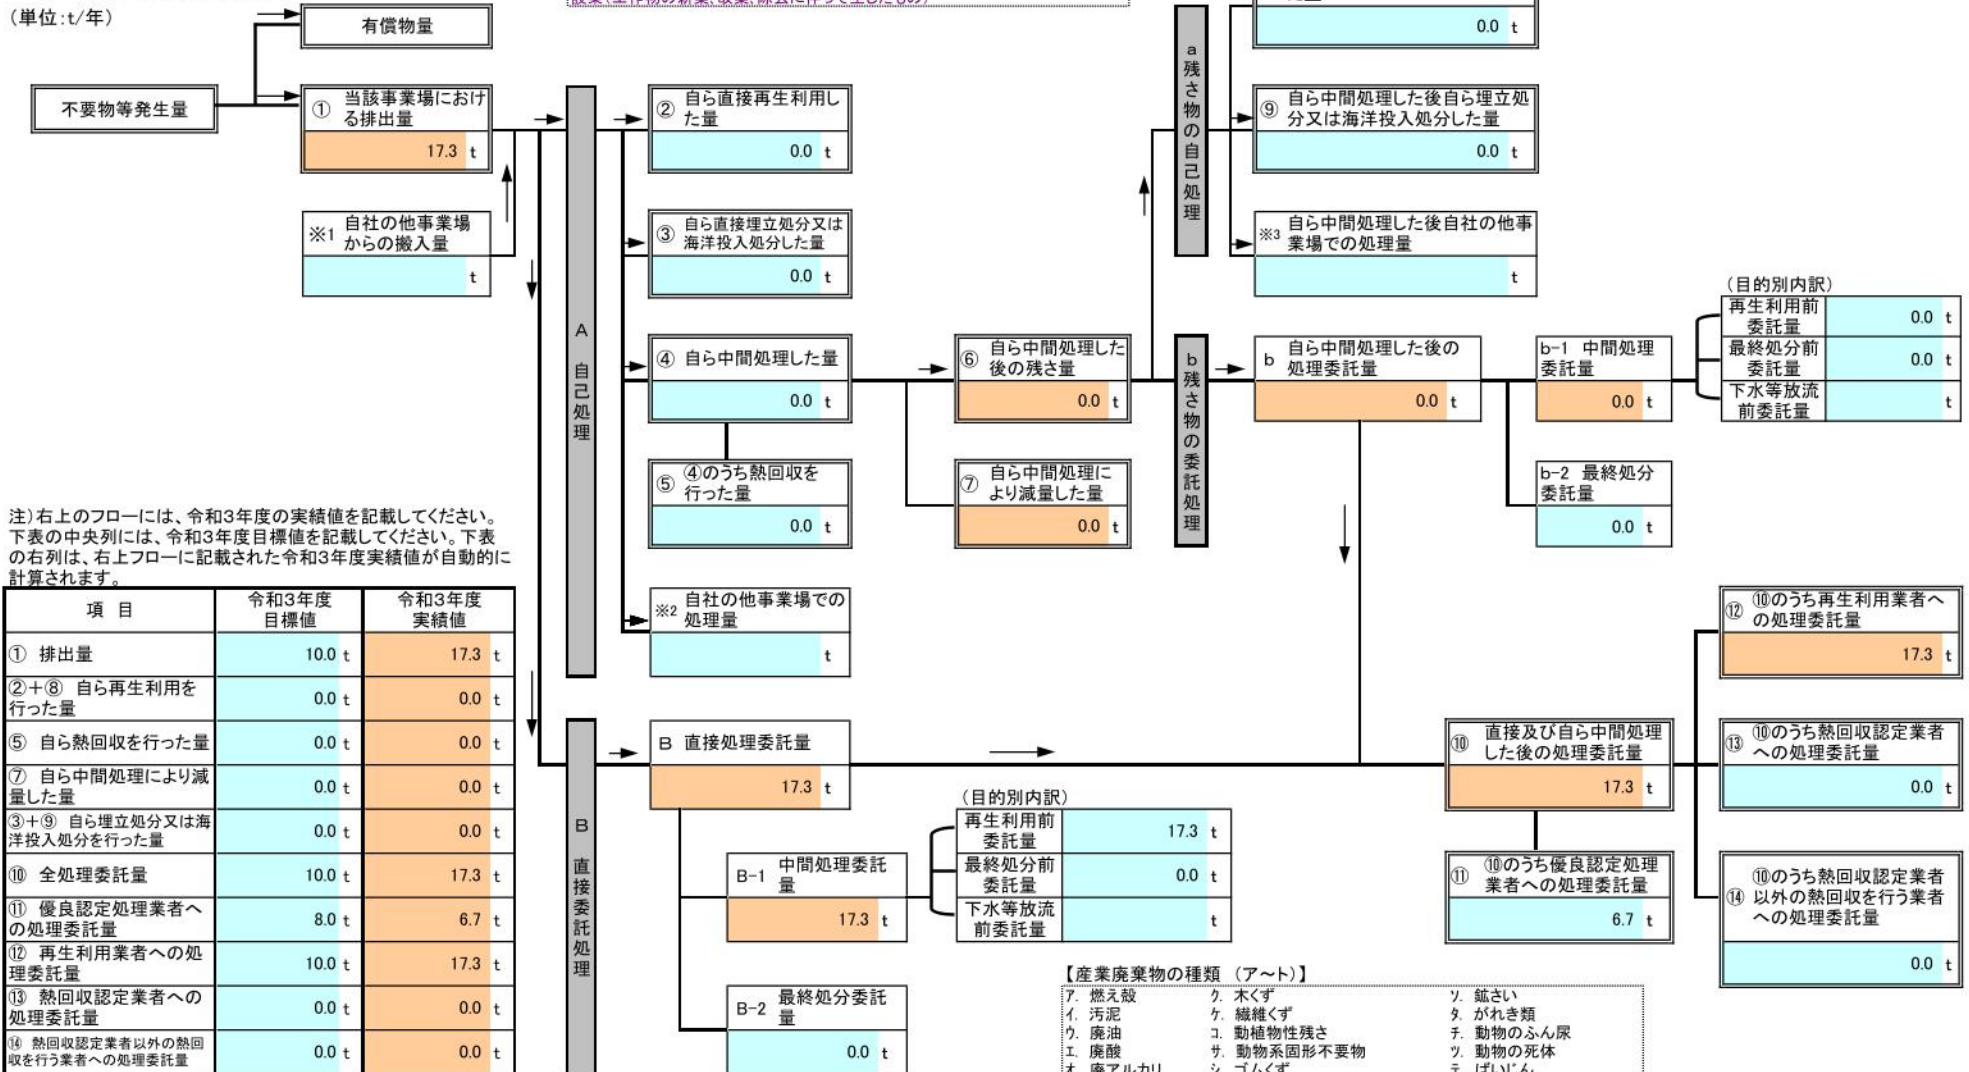 (単位:t/年)
有償物量
不要物等発生量
① 当該事業場におけ
る排出量
17.3 t
※1 自社の他事業場
からの搬入量
t
A 自己処理
② 自ら直接再生利用し
た量
0.0 t
③ 自ら直接埋立処分又は
海洋投入処分した量
0.0 t
④ 自ら中間処理した量
0.0 t
⑤ ④のうち熱回収を
行った量
0.0 t
※2 自社の他事業場での
処理量
t
⑥ 自ら中間処理した
後の残さ量
0.0 t
⑦ 自ら中間処理に
より減量した量
0.0 t
a 残さ物の自己処理
0.0 t
⑨ 自ら中間処理した後自ら埋立処
分又は海洋投入処分した量
0.0 t
※3 自ら中間処理した後自社の他事
業場での処理量
t
b 残さ物の委託処理
b 自ら中間処理した後の
処理委託量
0.0 t
b-1 中間処理
委託量
0.0 t
b-2 最終処分
委託量
0.0 t
(目的別内訳)
再生利用前
委託量
0.0 t
最終処分前
委託量
0.0 t
下水等放流
前委託量
t
注)右上のフローには、令和3年度の実績値を記載してください。
下表の中央列には、令和3年度目標値を記載してください。下表
の右列は、右上フローに記載された令和3年度実績値が自動的に
計算されます。
項 目 令和3年度 令和3年度
目標値 実績値
① 排出量 10.0 t 17.3 t
②+⑧ 自ら再生利用を
行った量 0.0 t 0.0 t
⑤ 自ら熱回収を行った量 0.0 t 0.0 t
⑦ 自ら中間処理により減
量した量 0.0 t 0.0 t
③+⑨ 自ら埋立処分又は海
洋投入処分を行った量 0.0 t 0.0 t
⑩ 全処理委託量 10.0 t 17.3 t
⑪ 優良認定処理業者へ
の処理委託量 8.0 t 6.7 t
⑫ 再生利用業者への処
理委託量 10.0 t 17.3 t
⑬ 熱回収認定業者への
処理委託量 0.0 t 0.0 t
⑭ 熱回収認定業者以外の熱回
収を行う業者への処理委託量 0.0 t 0.0 t
B 直接委託処理
B 直接処理委託量
17.3 t
B-1 中間処理委託
量
17.3 t
B-2 最終処分委託
量
0.0 t
(目的別内訳)
再生利用前
委託量
17.3 t
最終処分前
委託量
0.0 t
下水等放流
前委託量
t
⑩ 直接及び自ら中間処理
した後の処理委託量
17.3 t
⑪ ⑩のうち優良認定処理
業者への処理委託量
6.7 t
⑫ ⑩のうち再生利用業者へ
の処理委託量
17.3 t
⑬ ⑩のうち熱回収認定業者
への処理委託量
0.0 t
⑭ ⑩のうち熱回収認定業者
以外の熱回収を行う業者
への処理委託量
0.0 t
【産業廃棄物の種類 (ア~ト)】
ア. 燃え殻 ク. 木くず ソ. 鉱さい
イ. 汚泥 ケ. 繊維くず タ. がれき類
ウ. 廃油 コ. 動植物性残さ チ. 動物のふん尿
エ. 廃酸 サ. 動物系固形不要物 ツ. 動物の死体
オ. 廃アルカリ シ. ゴムくず テ. ばいじん